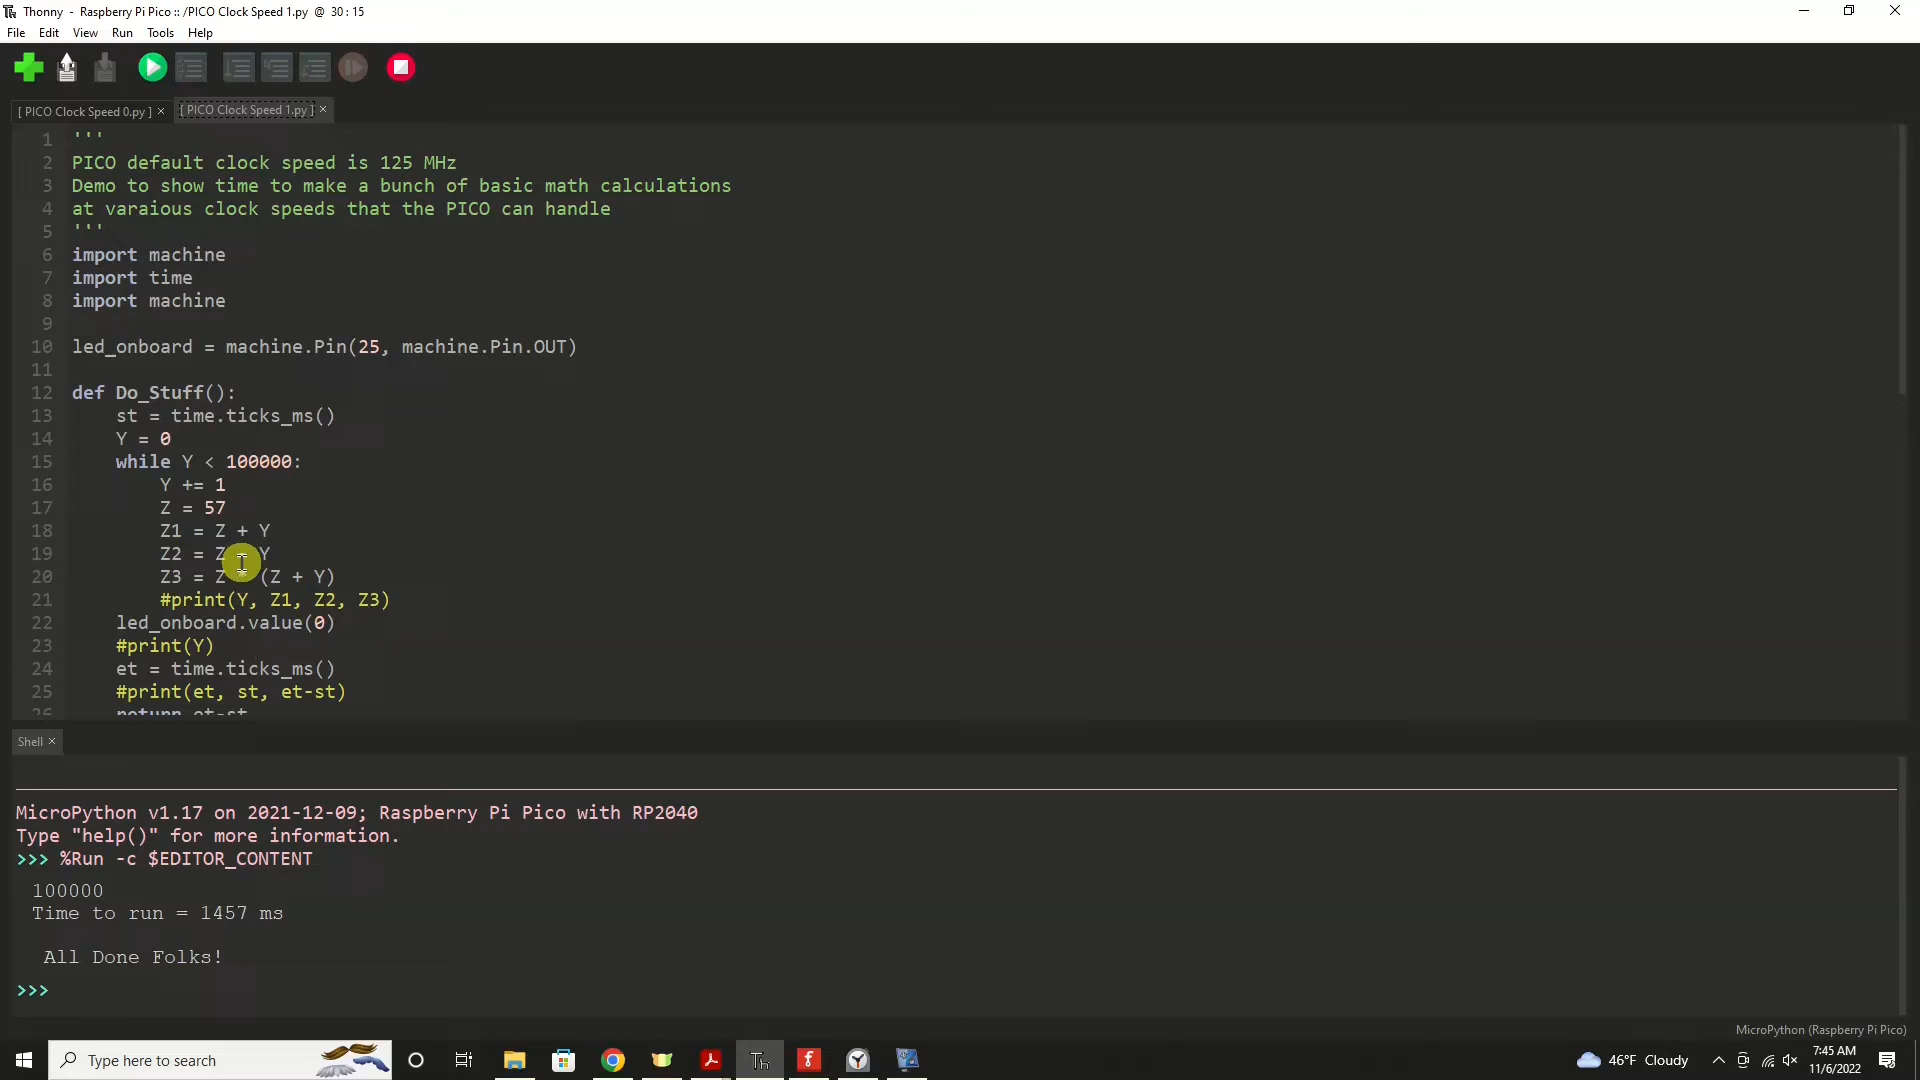 Thonny - Raspberry Pi Pico :: /PICO Clock Speed 1.py @ 30 : 15
File Edit View Run Tools Help
[ PICO Clock Speed 0.py ] × [ PICO Clock Speed 1.py ] ×
1 '''
2 PICO default clock speed is 125 MHz
3 Demo to show time to make a bunch of basic math calculations
4 at varaious clock speeds that the PICO can handle
5 '''
6 import machine
7 import time
8 import machine
9
10 led_onboard = machine.Pin(25, machine.Pin.OUT)
11
12 def Do_Stuff():
13 st = time.ticks_ms()
14 Y = 0
15 while Y < 100000:
16 Y += 1
17 Z = 57
18 Z1 = Z + Y
19 Z2 = Z Y
20 Z3 = Z * (Z + Y)
21 #print(Y, Z1, Z2, Z3)
22 led_onboard.value(0)
23 #print(Y)
24 et = time.ticks_ms()
25 #print(et, st, et-st)
26 return et-st
Shell ×
MicroPython v1.17 on 2021-12-09; Raspberry Pi Pico with RP2040
Type "help()" for more information.
>>> %Run -c $EDITOR_CONTENT
100000
Time to run = 1457 ms
All Done Folks!
>>>
MicroPython (Raspberry Pi Pico)
Type here to search
46°F Cloudy
7:45 AM
11/6/2022